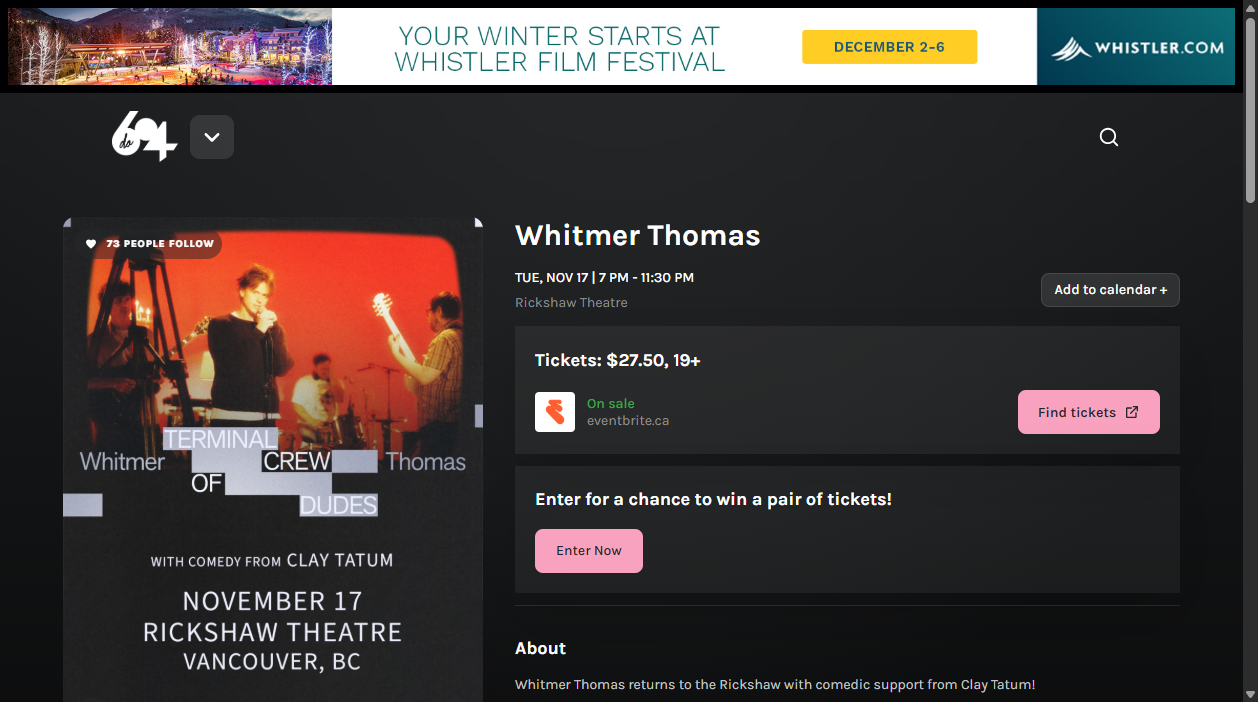 YOUR WINTER STARTS AT
WHISTLER FILM FESTIVAL
DECEMBER 2-6
WHISTLER.COM
do604
73 PEOPLE FOLLOW
TERMINAL
Whitmer CREW Thomas
OF
DUDES
WITH COMEDY FROM CLAY TATUM
NOVEMBER 17
RICKSHAW THEATRE
VANCOUVER, BC
Whitmer Thomas
TUE, NOV 17 | 7 PM - 11:30 PM
Rickshaw Theatre
Add to calendar +
Tickets: $27.50, 19+
On sale
eventbrite.ca
Find tickets
Enter for a chance to win a pair of tickets!
Enter Now
About
Whitmer Thomas returns to the Rickshaw with comedic support from Clay Tatum!